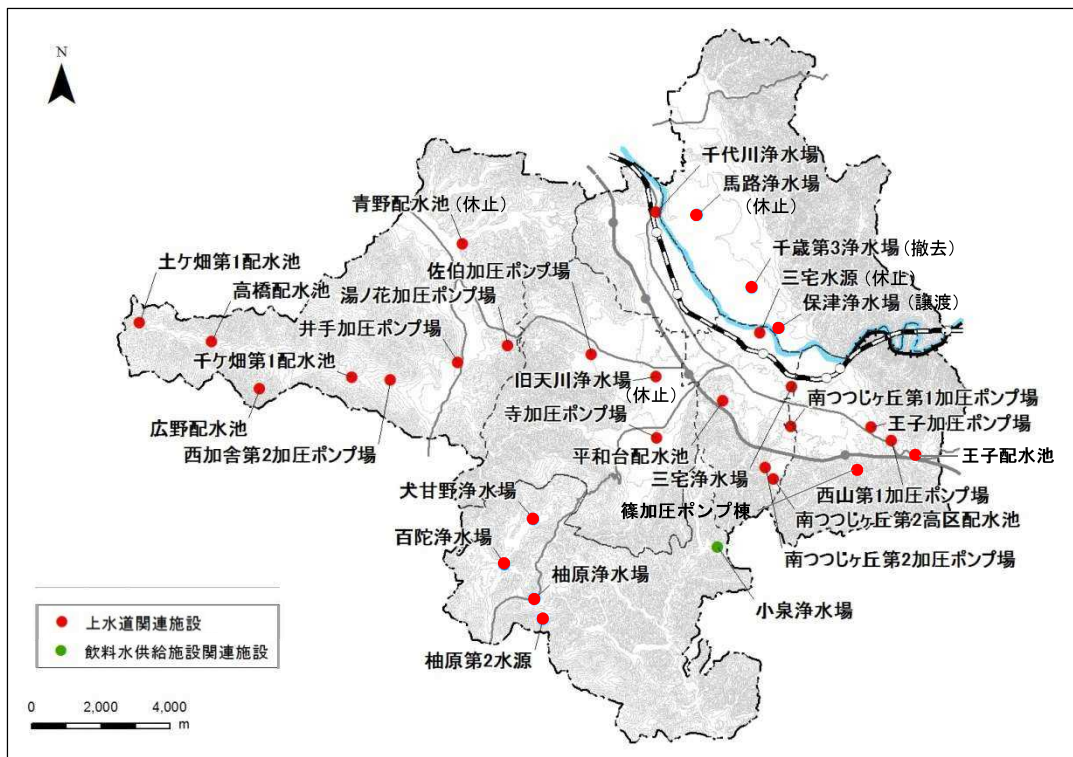 N
千代川浄水場
馬路浄水場
(休止)
青野配水池(休止)
千歳第3浄水場(撤去)
土ケ畑第1配水池
佐伯加圧ポンプ場
三宅水源(休止)
高橋配水池
湯ノ花加圧ポンプ場
保津浄水場(譲渡)
井手加圧ポンプ場
千ケ畑第1配水池
旧天川浄水場
(休止)
南つつじヶ丘第1加圧ポンプ場
広野配水池
寺加圧ポンプ場
王子加圧ポンプ場
西加舎第2加圧ポンプ場
平和台配水池
王子配水池
三宅浄水場
西山第1加圧ポンプ場
犬甘野浄水場
篠加圧ポンプ棟
南つつじヶ丘第2高区配水池
百陀浄水場
南つつじヶ丘第2加圧ポンプ場
柚原浄水場
小泉浄水場
上水道関連施設
飲料水供給施設関連施設
柚原第2水源
0 2,000 4,000
m